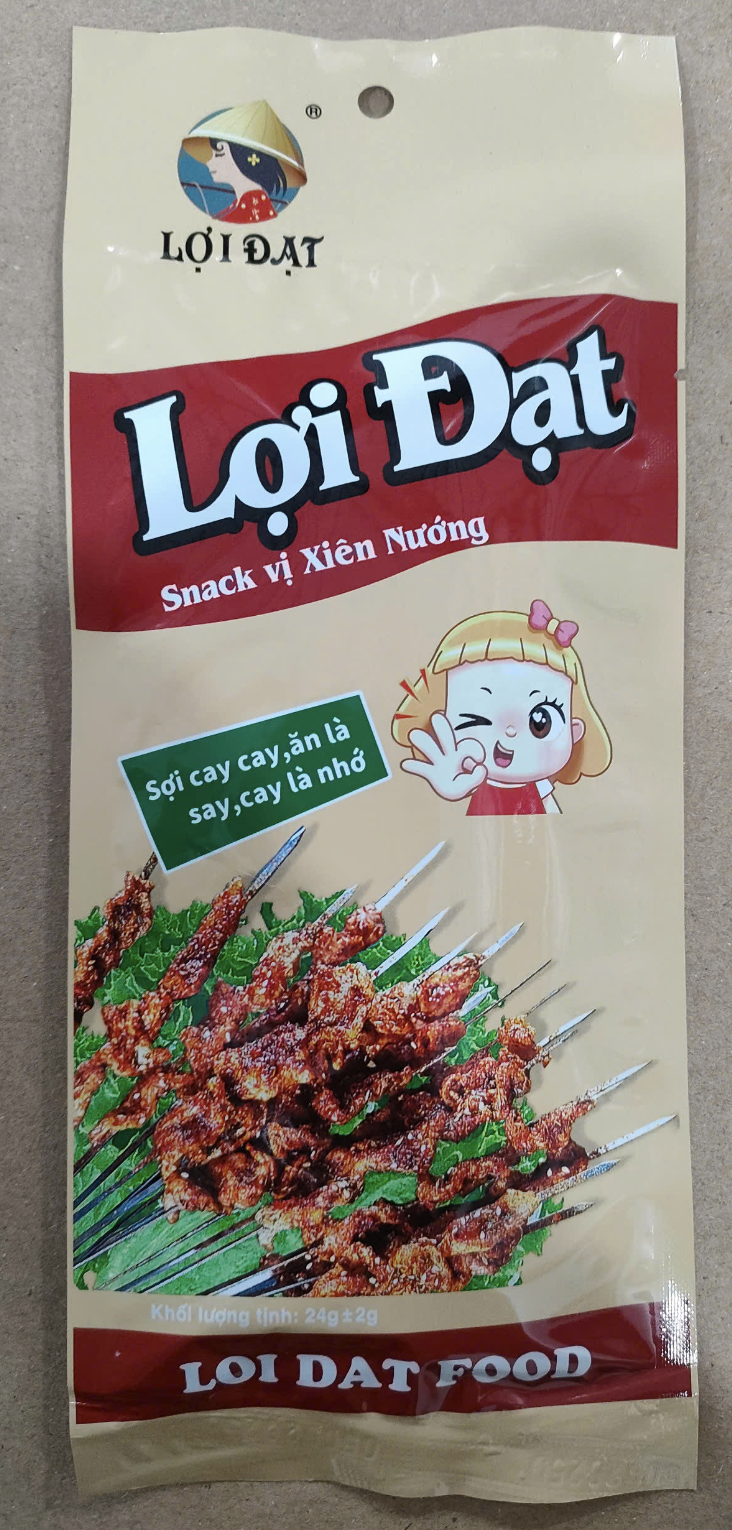 ®
LỢI ĐẠT
Lợi Đạt
Snack vị Xiên Nướng
Sợi cay cay,ăn là
say,cay là nhớ
Khối lượng tịnh: 24g±2g
LOI DAT FOOD